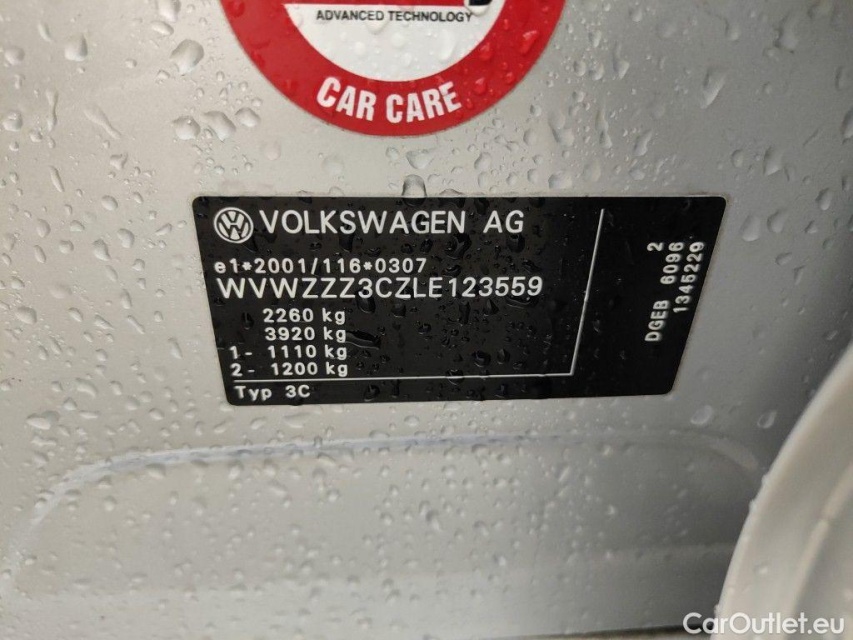 ADVANCED TECHNOLOGY
CAR CARE
VOLKSWAGEN AG
e1*2001/116*0307
WVWZZZ3CZLE123559
2260 kg
3920 kg
1- 1110 kg
2- 1200 kg
Typ 3C
2
DGEB 6096
1345229
CarOutlet.eu